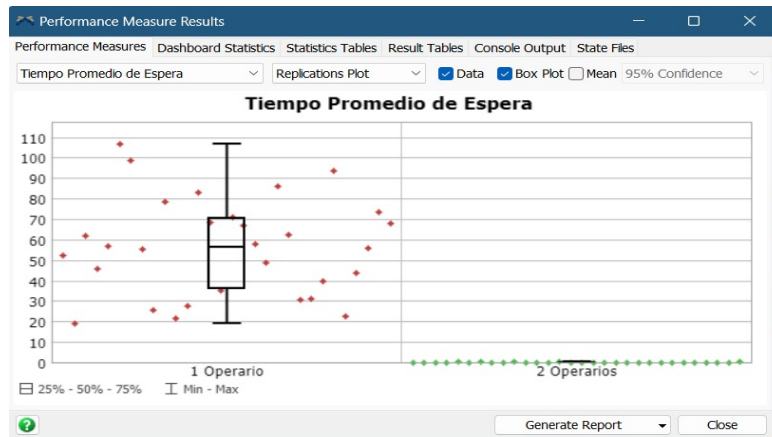 Performance Measure Results
Performance Measures Dashboard Statistics Statistics Tables Result Tables Console Output State Files
Tiempo Promedio de Espera Replications Plot Data Box Plot Mean 95% Confidence
Tiempo Promedio de Espera
110
100
90
80
70
60
50
40
30
20
10
0
1 Operario 2 Operarios
25% - 50% - 75% Min - Max
? Generate Report Close